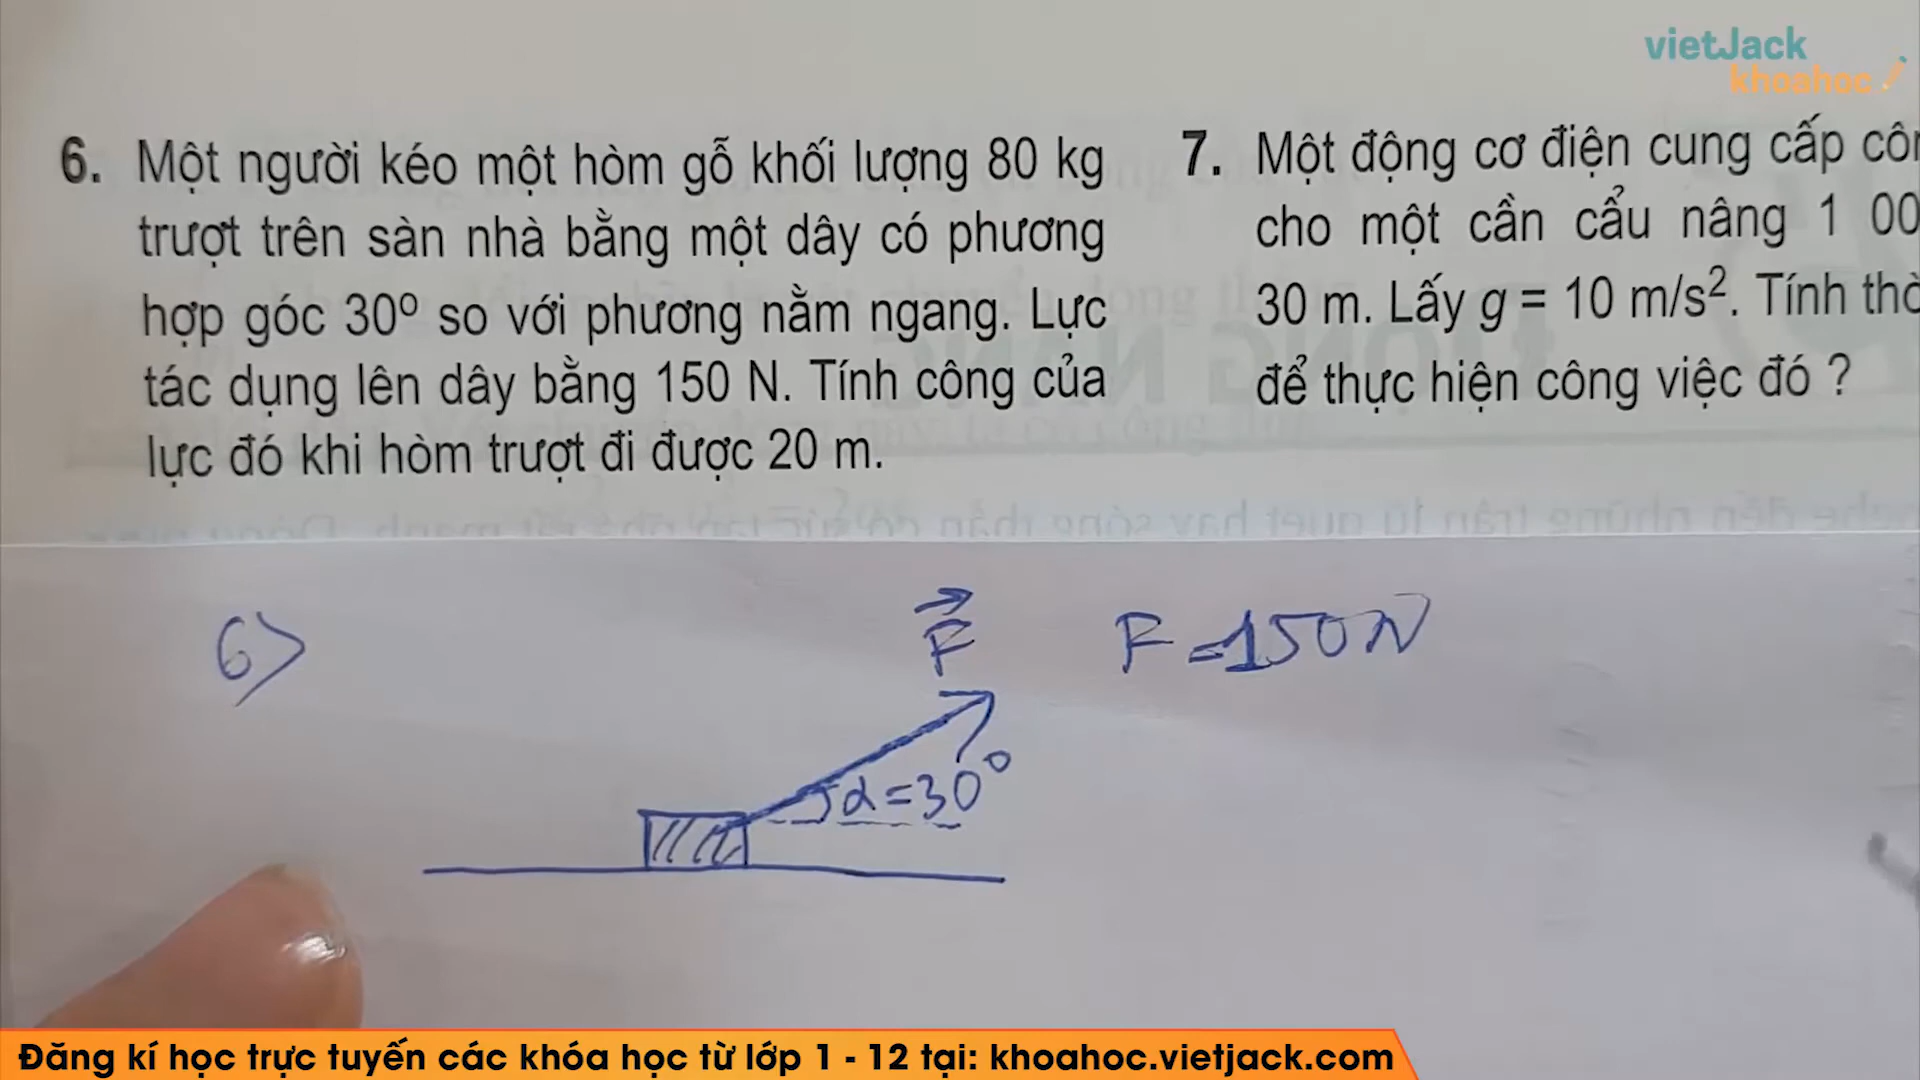 vietJack
khoahoc
6. Một người kéo một hòm gỗ khối lượng 80 kg
trượt trên sàn nhà bằng một dây có phương
hợp góc 30º so với phương nằm ngang. Lực
tác dụng lên dây bằng 150 N. Tính công của
lực đó khi hòm trượt đi được 20 m.
7. Một động cơ điện cung cấp
cho một cần cẩu nâng 1 00
30 m. Lấy g = 10 m/s². Tính
để thực hiện công việc đó ?
6)
F
F = 150 N
α = 30°
Đăng kí học trực tuyến các khóa học từ lớp 1 - 12 tại: khoahoc.vietjack.com